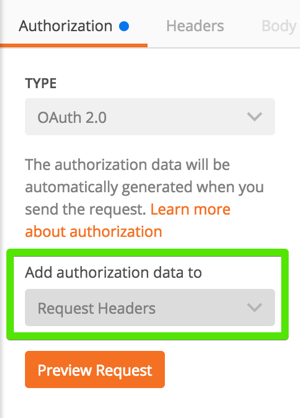 Authorization Headers Body
TYPE
OAuth 2.0
The authorization data will be
automatically generated when you
send the request. Learn more
about authorization
Add authorization data to
Request Headers
Preview Request